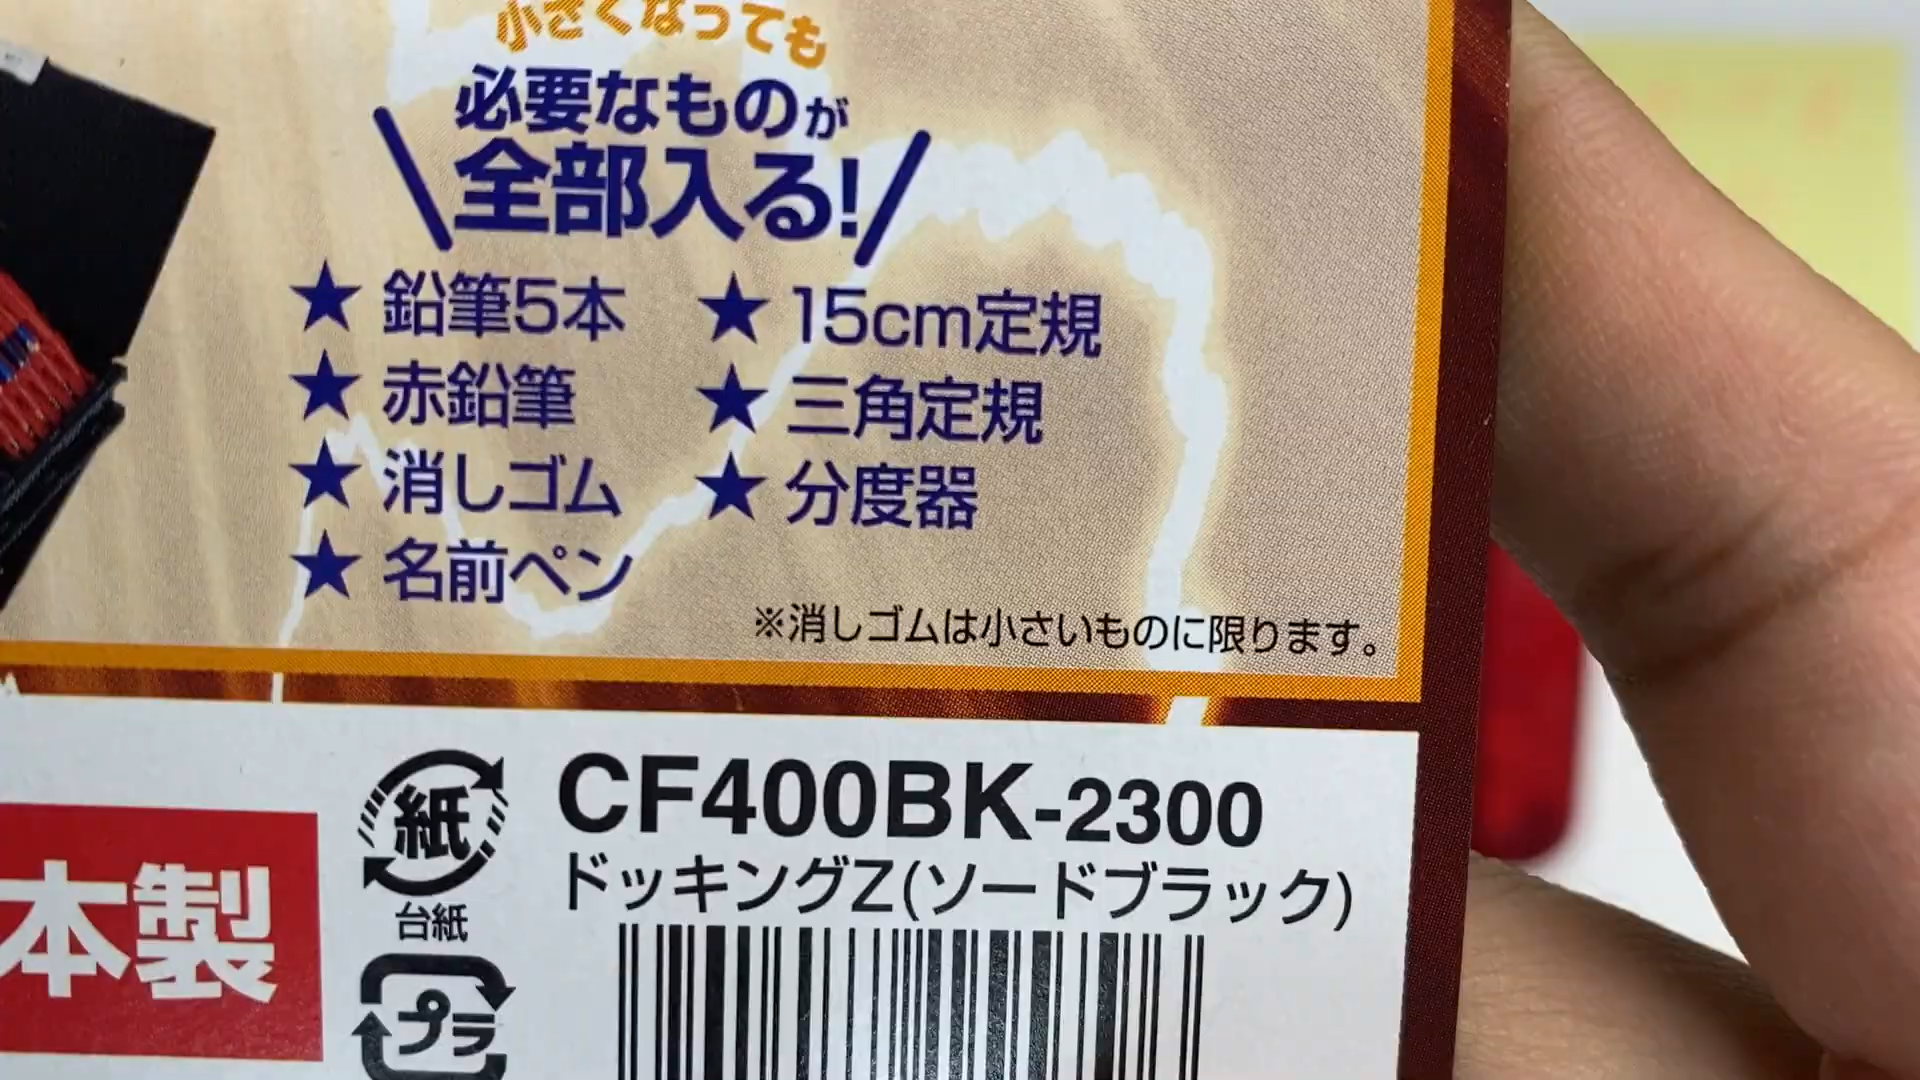 小さくなっても
必要なものが
全部入る!
★ 鉛筆5本
★ 赤鉛筆
★ 消しゴム
★ 名前ペン
★ 15cm定規
★ 三角定規
★ 分度器
※消しゴムは小さいものに限ります。
本製
紙
台紙
プラ
CF400BK-2300
ドッキングZ(ソードブラック)